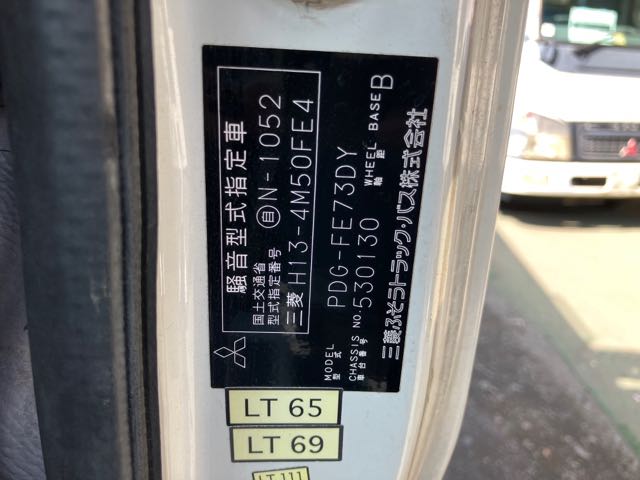 騒音型式指定車
国土交通省
型式指定番号 自 N-1052
三菱 H13-4M50FE4
MODEL
型式 PDG-FE73DY
CHASSIS NO.
車台番号 530130
WHEEL BASE
軸距 B
三菱ふそうトラック・バス株式会社
LT 65
LT 69
LT 111